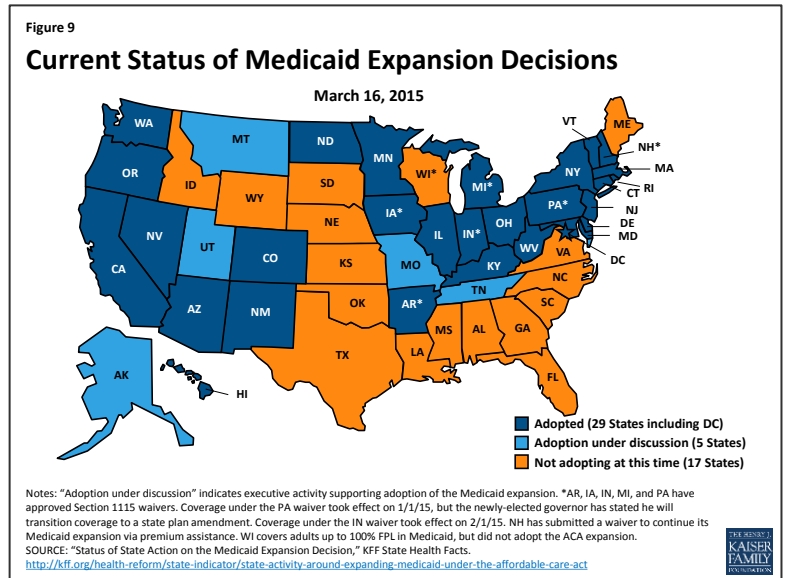 Figure 9
Current Status of Medicaid Expansion Decisions
March 16, 2015
WA
MT
ND
MN
VT
ME
NH*
MA
RI
CT
NJ
DE
MD
DC
OR
ID
WY
SD
WI*
MI*
NY
PA*
NV
UT
CO
NE
IA*
IL
IN*
OH
WV
VA
CA
AZ
NM
KS
MO
KY
NC
TN
SC
OK
AR*
MS
AL
GA
TX
LA
FL
AK
HI
Adopted (29 States including DC)
Adoption under discussion (5 States)
Not adopting at this time (17 States)
Notes: “Adoption under discussion” indicates executive activity supporting adoption of the Medicaid expansion. *AR, IA, IN, MI, and PA have
approved Section 1115 waivers. Coverage under the PA waiver took effect on 1/1/15, but the newly-elected governor has stated he will
transition coverage to a state plan amendment. Coverage under the IN waiver took effect on 2/1/15. NH has submitted a waiver to continue its
Medicaid expansion via premium assistance. WI covers adults up to 100% FPL in Medicaid, but did not adopt the ACA expansion.
SOURCE: “Status of State Action on the Medicaid Expansion Decision,” KFF State Health Facts.
http://kff.org/health-reform/state-indicator/state-activity-around-expanding-medicaid-under-the-affordable-care-act
THE HENRY J.
KAISER
FAMILY
FOUNDATION